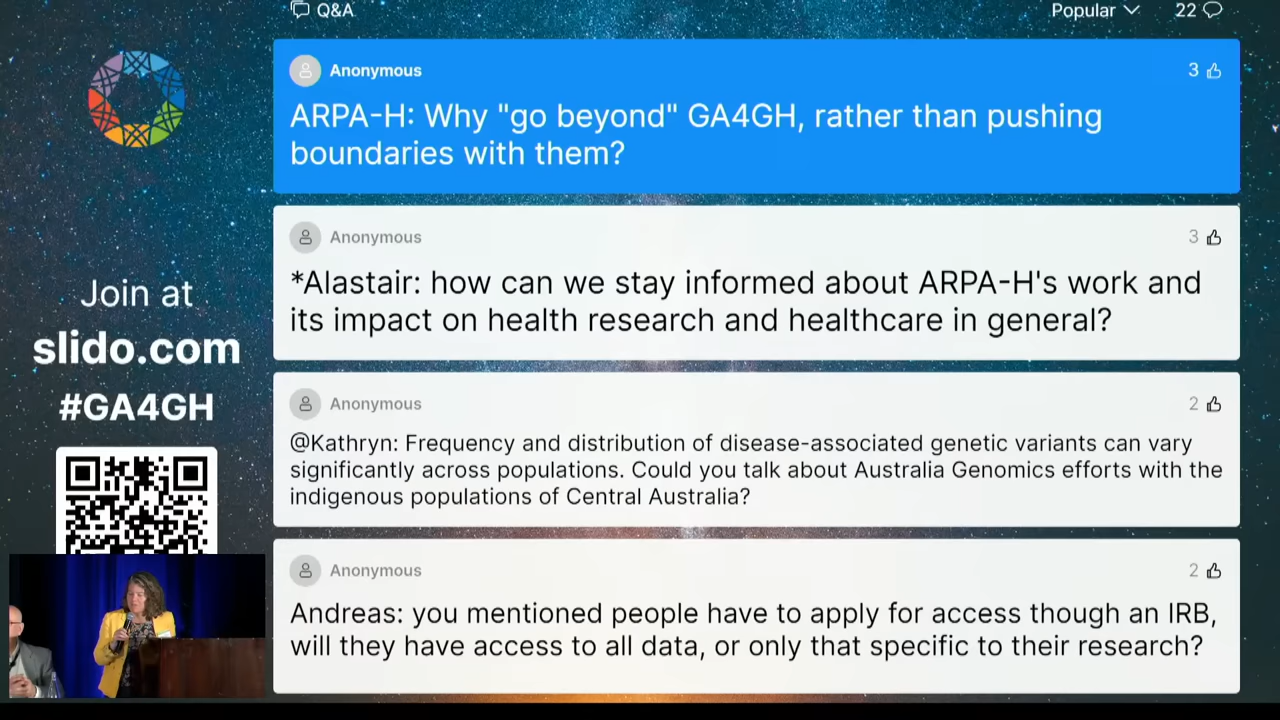 Q&A
Popular
22
Anonymous
3
ARPA-H: Why "go beyond" GA4GH, rather than pushing
boundaries with them?
Anonymous
3
*Alastair: how can we stay informed about ARPA-H's work and
its impact on health research and healthcare in general?
Anonymous
2
@Kathryn: Frequency and distribution of disease-associated genetic variants can vary
significantly across populations. Could you talk about Australia Genomics efforts with the
indigenous populations of Central Australia?
Anonymous
2
Andreas: you mentioned people have to apply for access though an IRB,
will they have access to all data, or only that specific to their research?
Join at
slido.com
#GA4GH